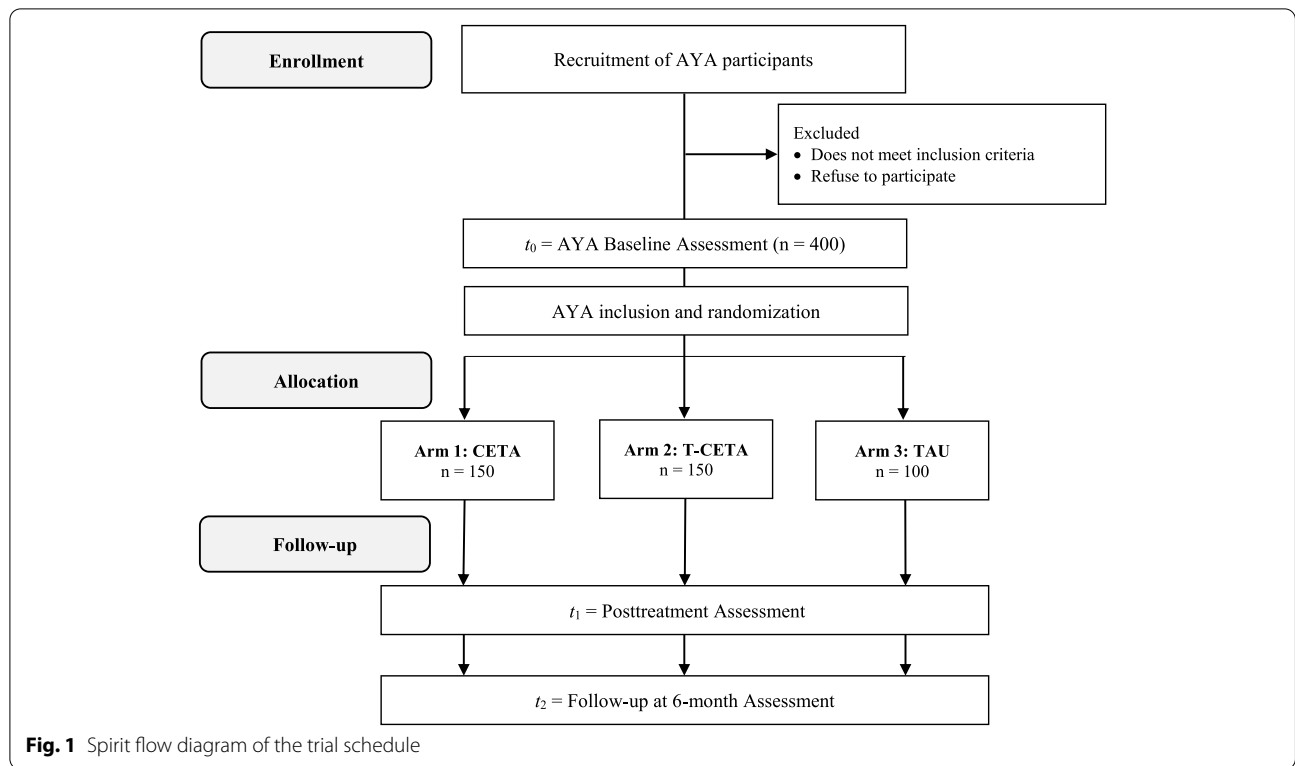 Enrollment
Recruitment of AYA participants
Excluded
• Does not meet inclusion criteria
• Refuse to participate
t0 = AYA Baseline Assessment (n = 400)
AYA inclusion and randomization
Allocation
Arm 1: CETA
n = 150
Arm 2: T-CETA
n = 150
Arm 3: TAU
n = 100
Follow-up
t1 = Posttreatment Assessment
t2 = Follow-up at 6-month Assessment
Fig. 1 Spirit flow diagram of the trial schedule